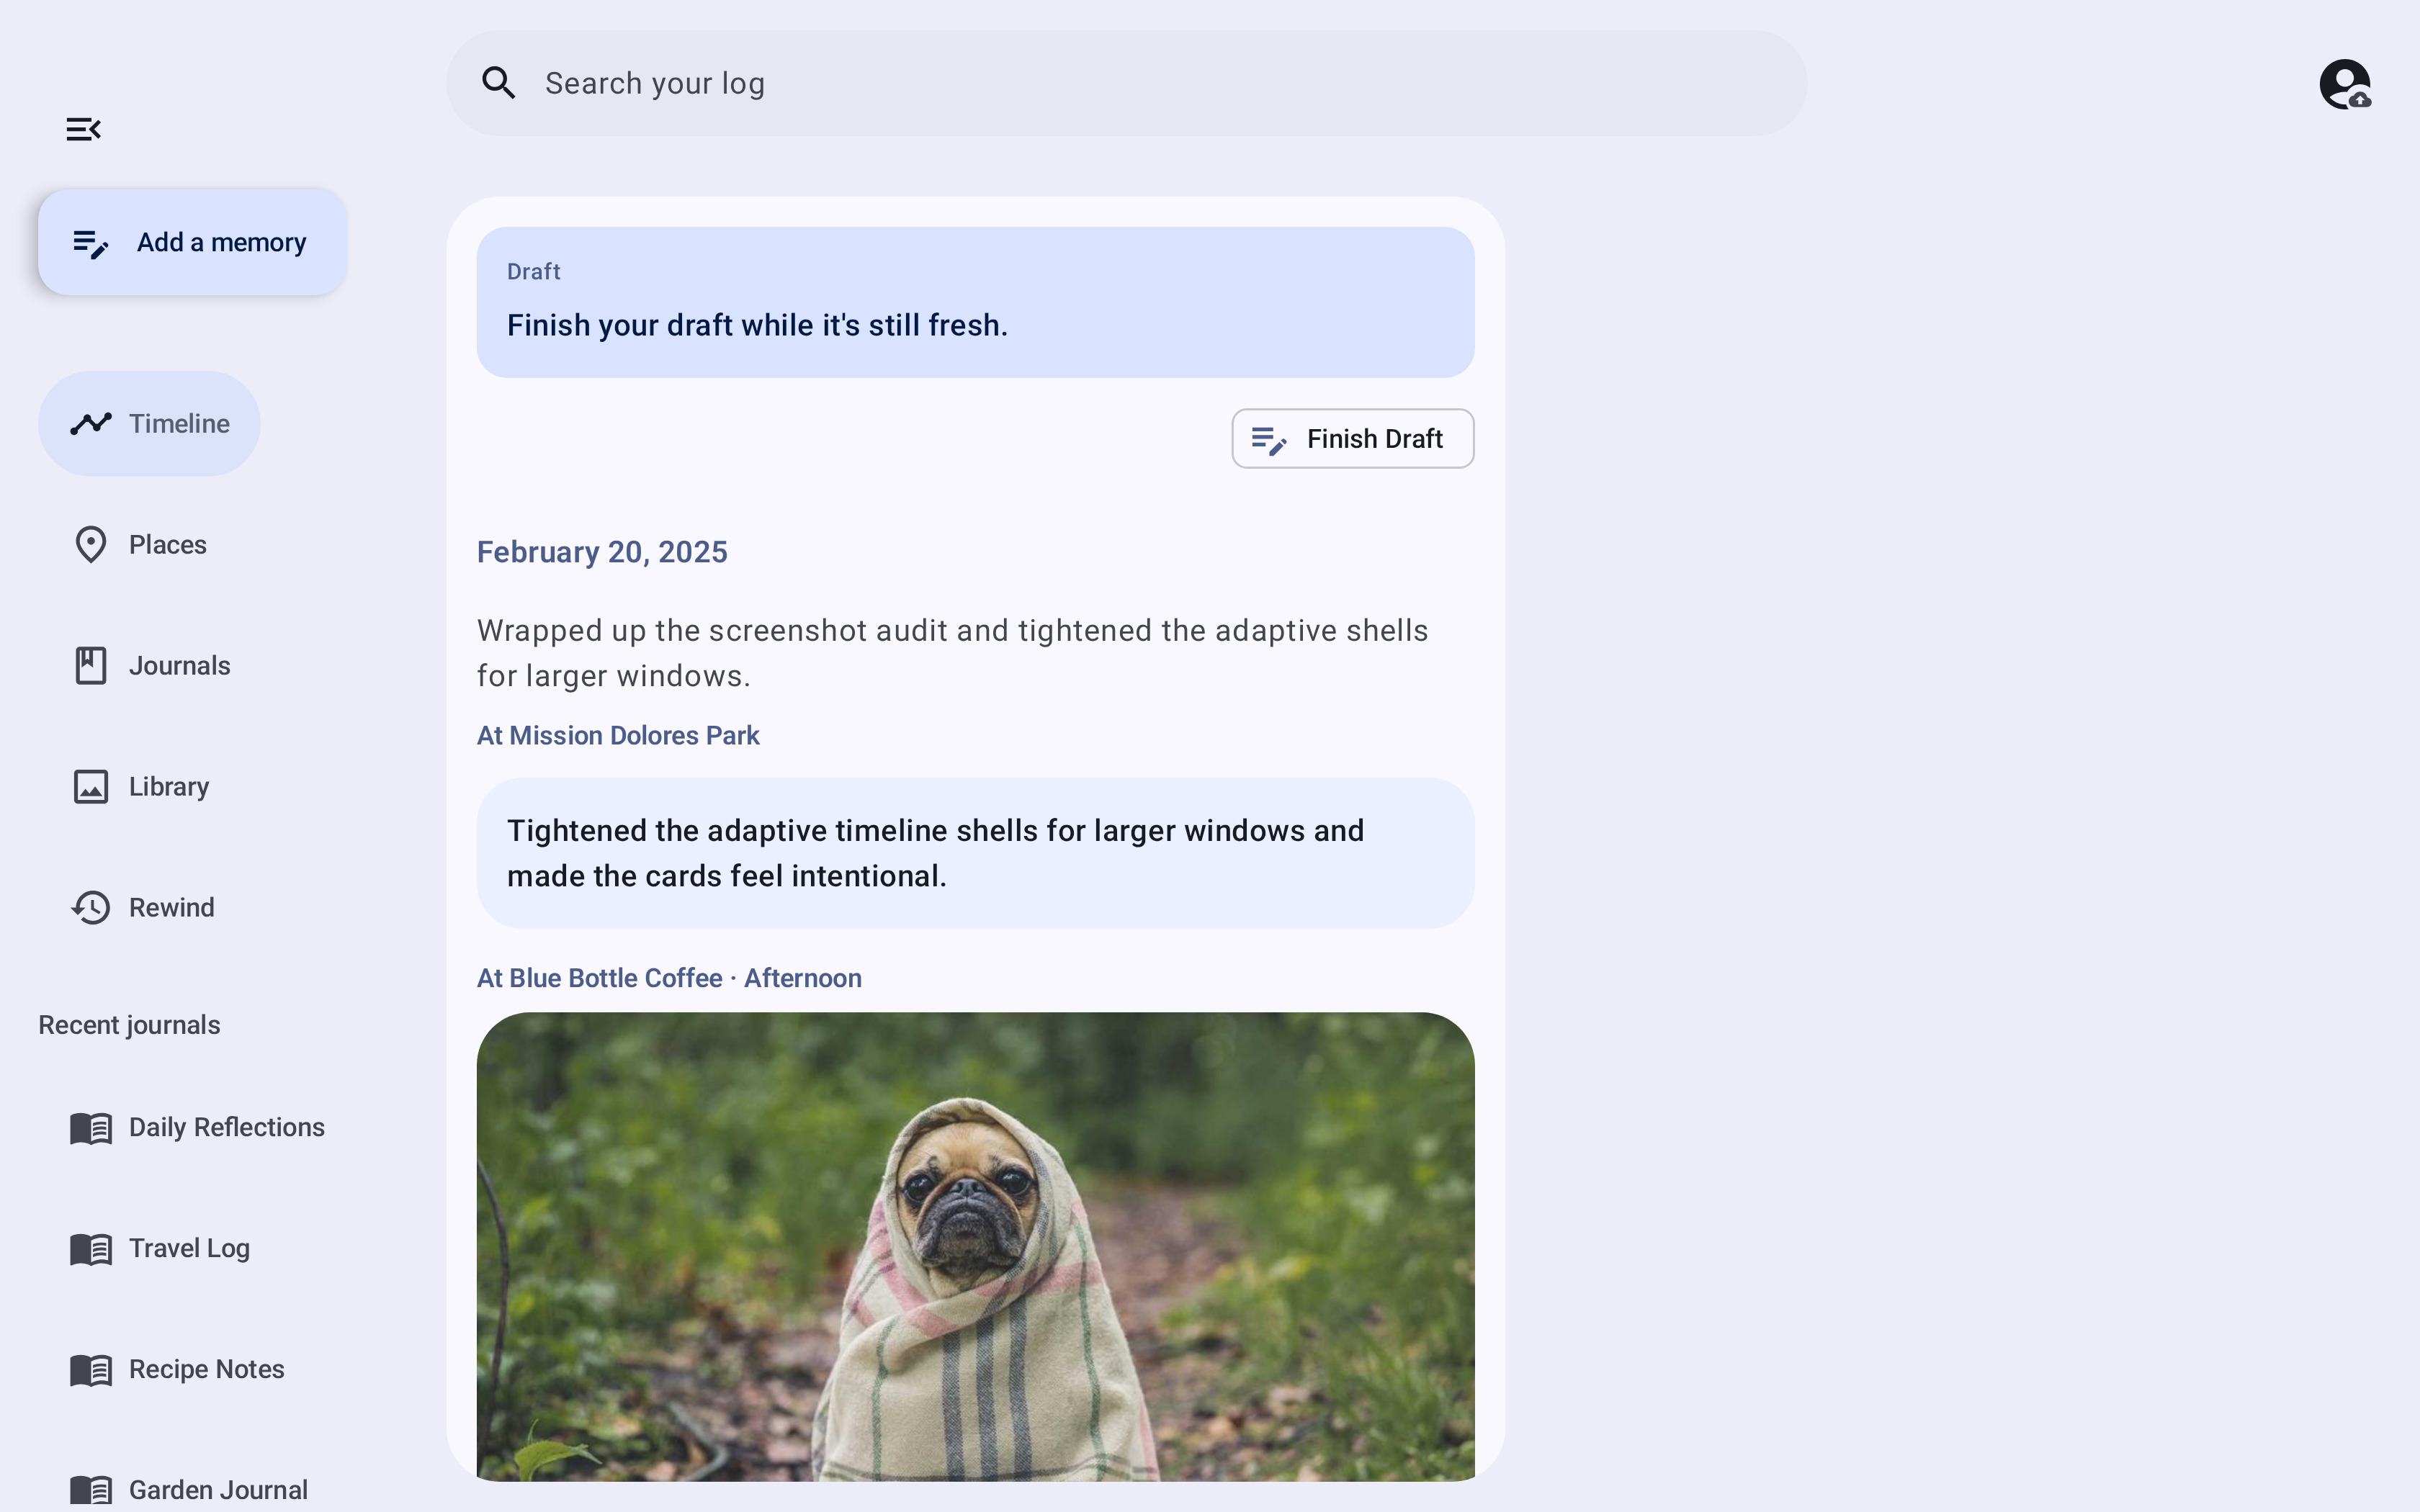 Search your log
Add a memory
Timeline
Places
Journals
Library
Rewind
Recent journals
Daily Reflections
Travel Log
Recipe Notes
Garden Journal
Draft
Finish your draft while it's still fresh.
Finish Draft
February 20, 2025
Wrapped up the screenshot audit and tightened the adaptive shells
for larger windows.
At Mission Dolores Park
Tightened the adaptive timeline shells for larger windows and
made the cards feel intentional.
At Blue Bottle Coffee · Afternoon